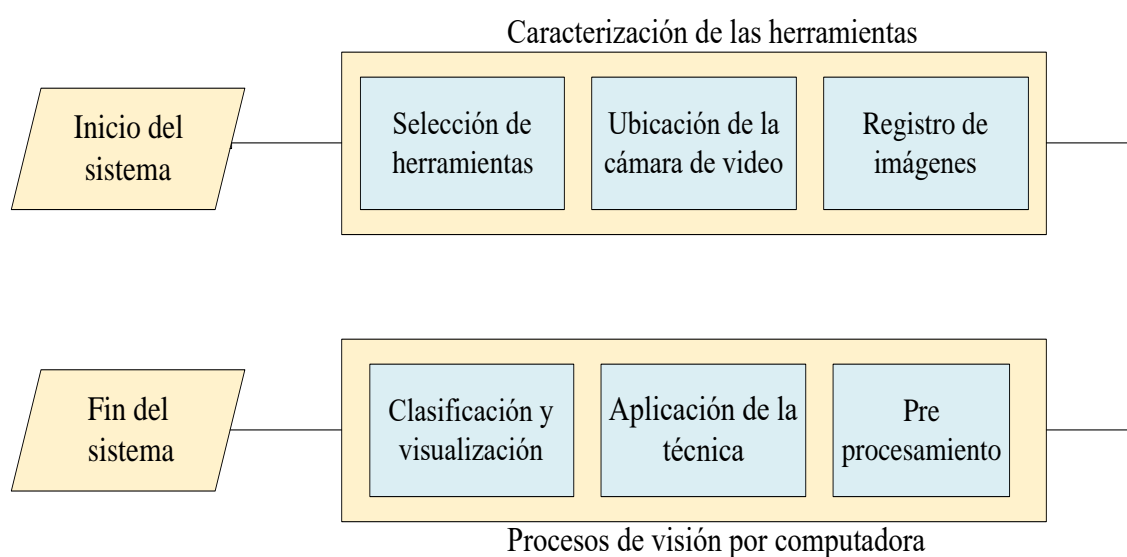 Caracterización de las herramientas
Inicio del
sistema
Selección de
herramientas
Ubicación de la
cámara de video
Registro de
imágenes
Fin del
sistema
Clasificación y
visualización
Aplicación de la
técnica
Pre
procesamiento
Procesos de visión por computadora